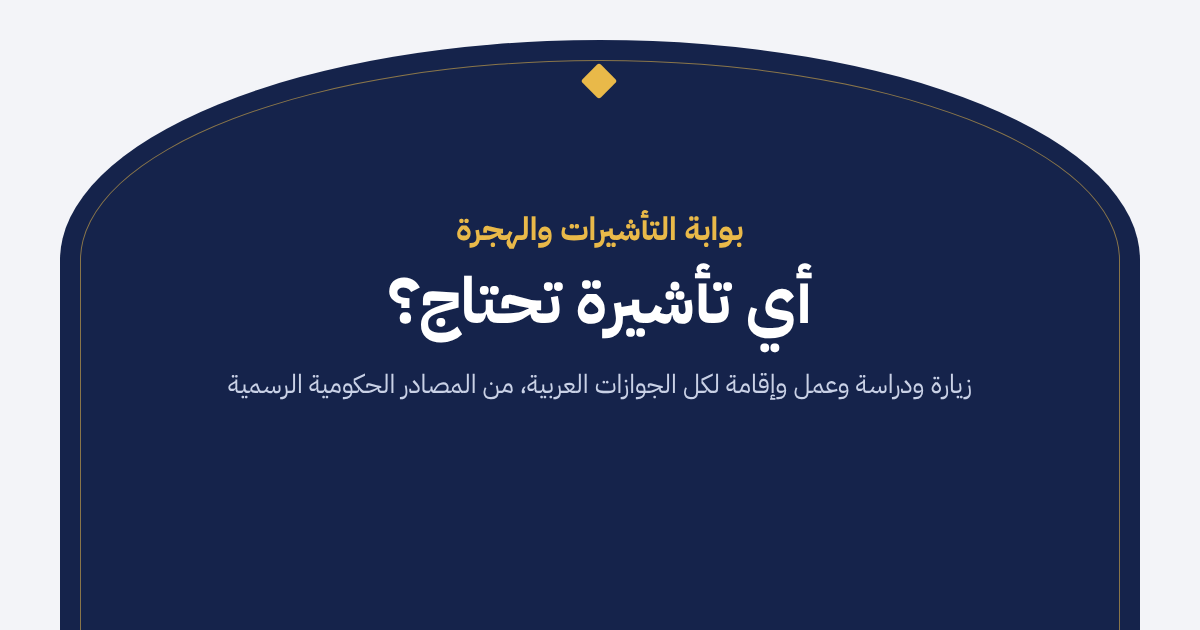 بوابة التأشيرات والهجرة
أي تأشيرة تحتاج؟
زيارة ودراسة وعمل وإقامة لكل الجوازات العربية، من المصادر الحكومية الرسمية